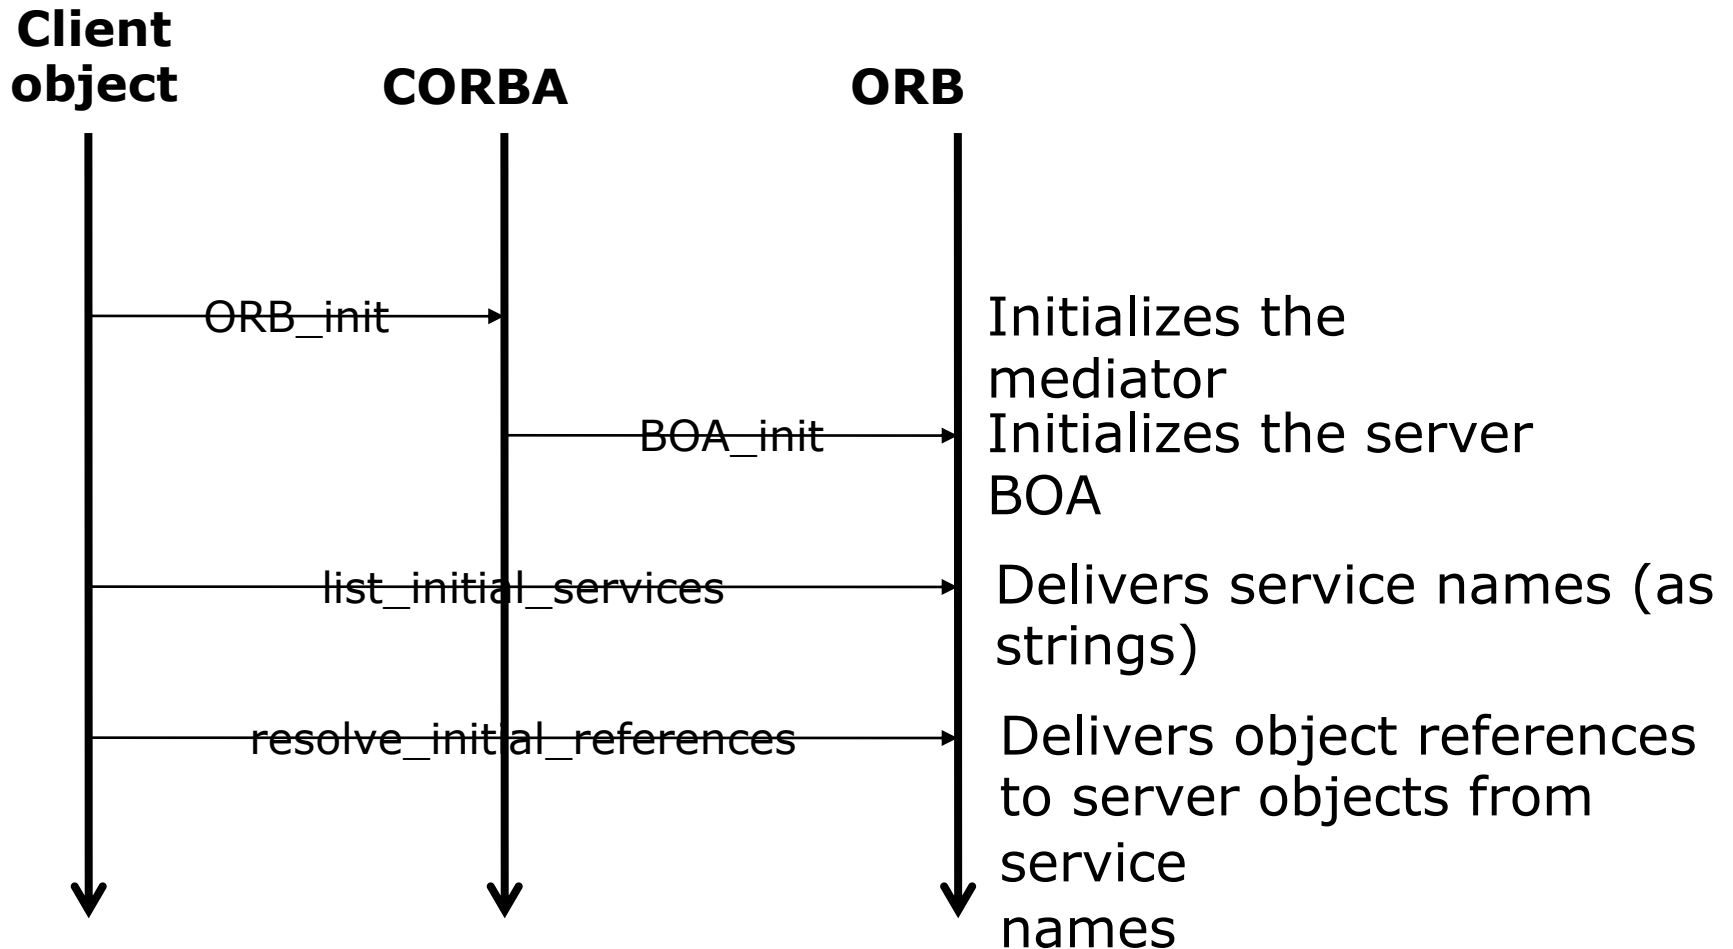 Client
object
CORBA
ORB
ORB_init
Initializes the
mediator
BOA_init
Initializes the server
BOA
list_initial_services
Delivers service names (as
strings)
resolve_initial_references
Delivers object references
to server objects from
service
names